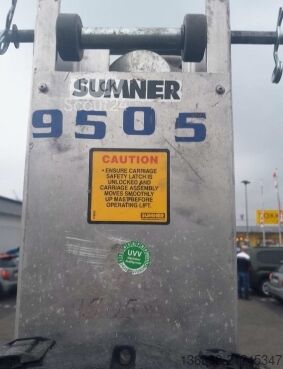 SUMNER
Scout24
9505
CAUTION
• ENSURE CARRIAGE
SAFETY LATCH IS
UNLOCKED AND
CARRIAGE ASSEMBLY
MOVES SMOOTHLY
UP MAST BEFORE
OPERATING LIFT.
SUMNER
UVV